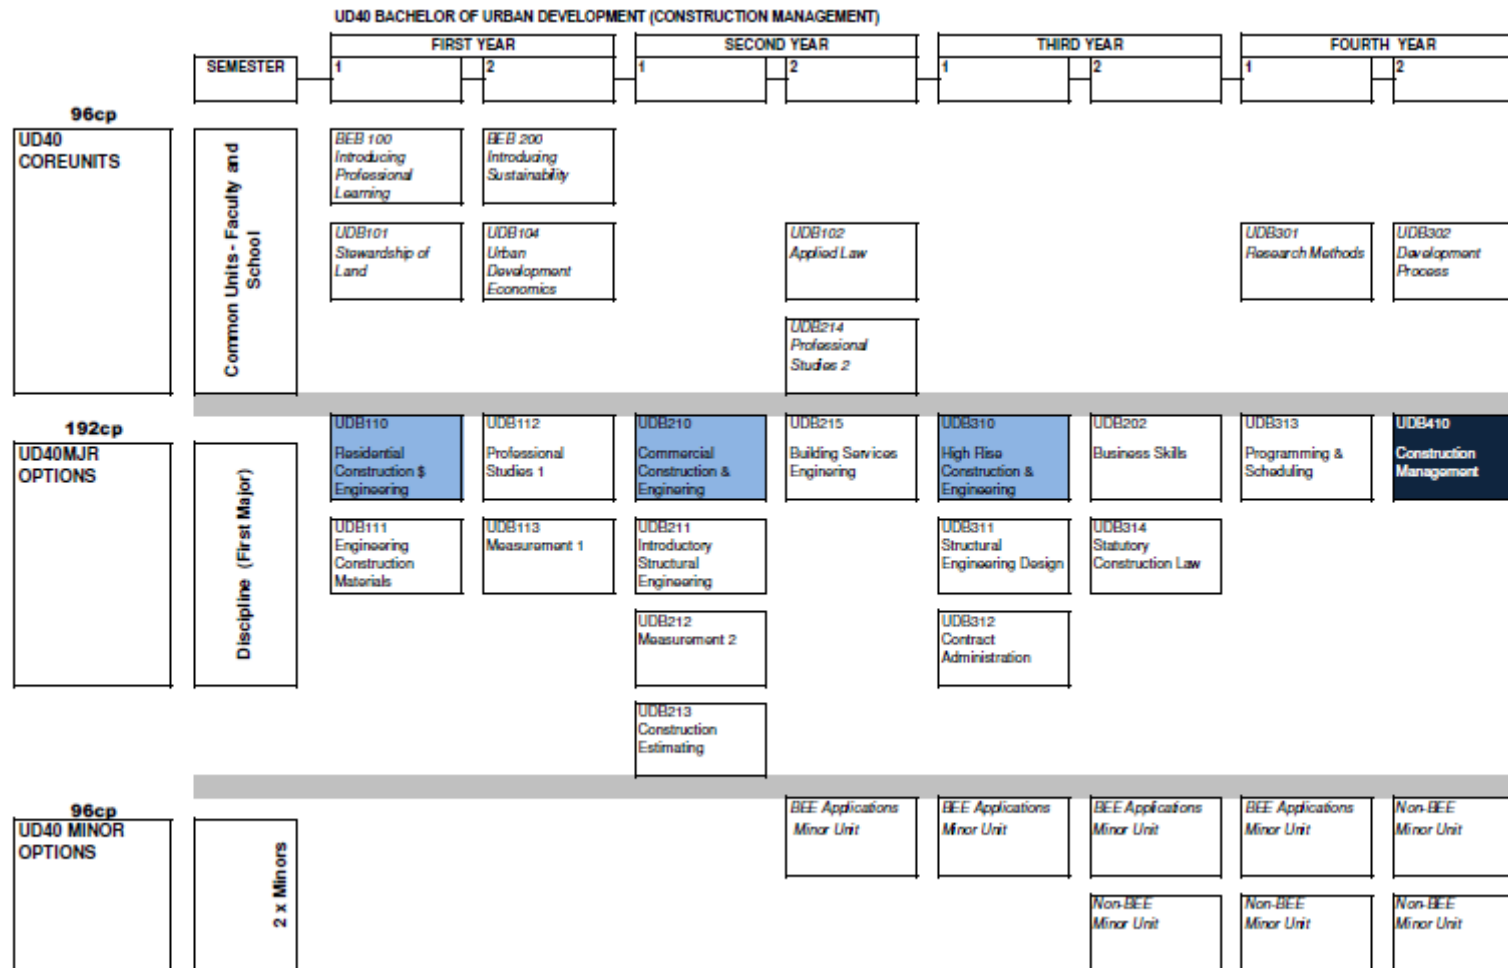 UD40 BACHELOR OF URBAN DEVELOPMENT (CONSTRUCTION MANAGEMENT)
FIRST YEAR
SECOND YEAR
THIRD YEAR
FOURTH YEAR
SEMESTER
1
2
1
2
1
2
1
2
96cp
UD40
COREUNITS
Common Units - Faculty and
School
BEB 100
Introducing
Professional
Learning
BEB 200
Introducing
Sustainability
UDB101
Stewardship of
Land
UDB104
Urban
Development
Economics
UDB102
Applied Law
UDB301
Research Methods
UDB302
Development
Process
UDB214
Professional
Studies 2
192cp
UD40MJR
OPTIONS
Discipline (First Major)
UDB110
Residential
Construction $
Engineering
UDB112
Professional
Studies 1
UDB210
Commercial
Construction &
Enginering
UDB215
Building Services
Enginering
UDB310
High Rise
Construction &
Engineering
UDB202
Business Skills
UDB313
Programming &
Scheduling
UDB410
Construction
Management
UDB111
Engineering
Construction
Materials
UDB113
Measurement 1
UDB211
Introductory
Structural
Engineering
UDB311
Structural
Engineering Design
UDB314
Statutory
Construction Law
UDB212
Measurement 2
UDB312
Contract
Administration
UDB213
Construction
Estimating
96cp
UD40 MINOR
OPTIONS
2 x Minors
BEE Applications
Minor Unit
BEE Applications
Minor Unit
BEE Applications
Minor Unit
BEE Applications
Minor Unit
Non-BEE
Minor Unit
Non-BEE
Minor Unit
Non-BEE
Minor Unit
Non-BEE
Minor Unit